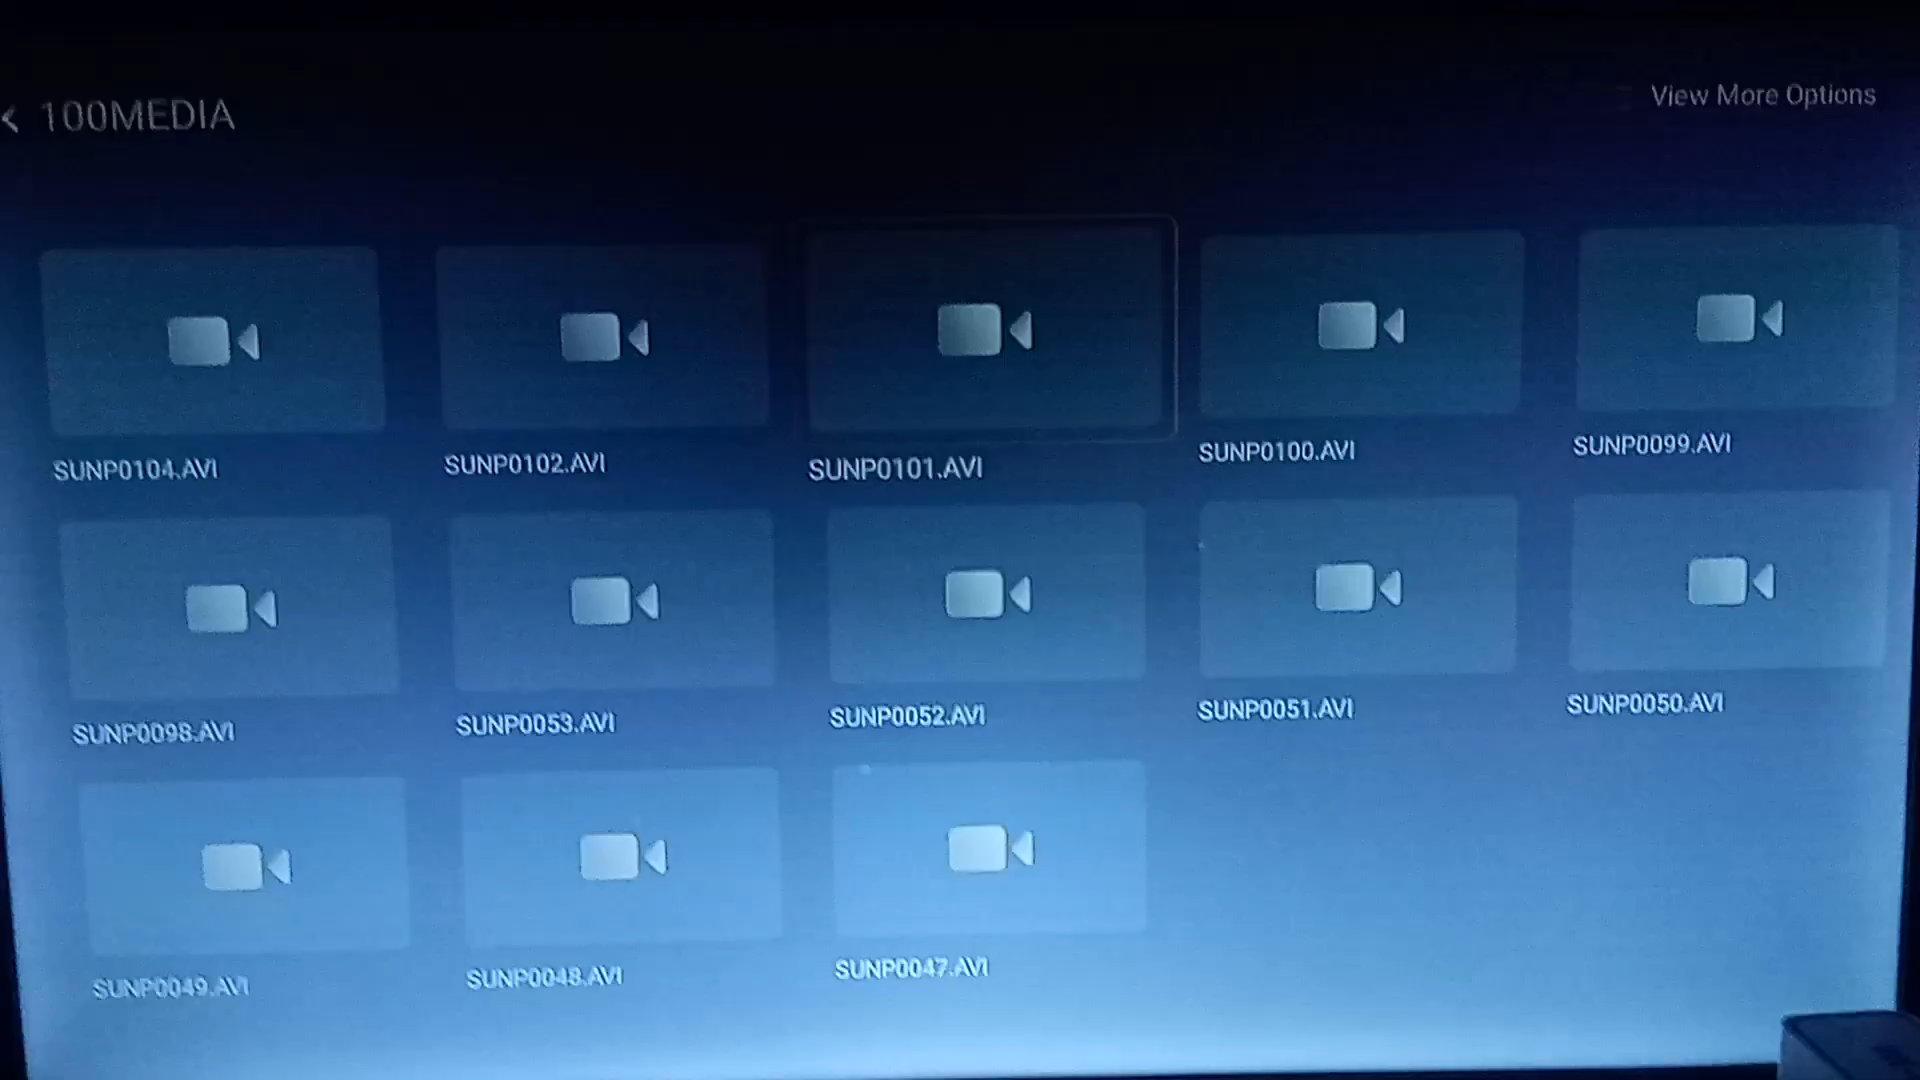 100MEDIA
View More Options
SUNP0104.AVI
SUNP0102.AVI
SUNP0101.AVI
SUNP0100.AVI
SUNP0099.AVI
SUNP0098.AVI
SUNP0053.AVI
SUNP0052.AVI
SUNP0051.AVI
SUNP0050.AVI
SUNP0049.AVI
SUNP0048.AVI
SUNP0047.AVI